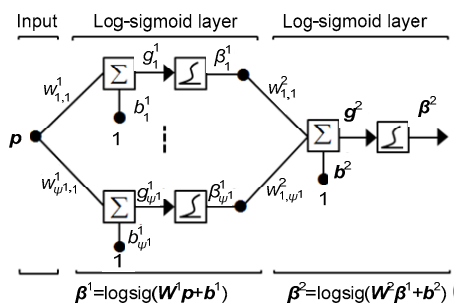 Input Log-sigmoid layer Log-sigmoid layer
w¹₁,₁ Σ g¹₁ β¹₁
b¹₁
1
w²₁,₁
p
Σ g² β²
b²
1
w¹ψ¹,₁ Σ g¹ψ¹ β¹ψ¹
w²₁,ψ¹
b¹ψ¹
1
β¹=logsig(W¹p+b¹) β²=logsig(W²β¹+b²)